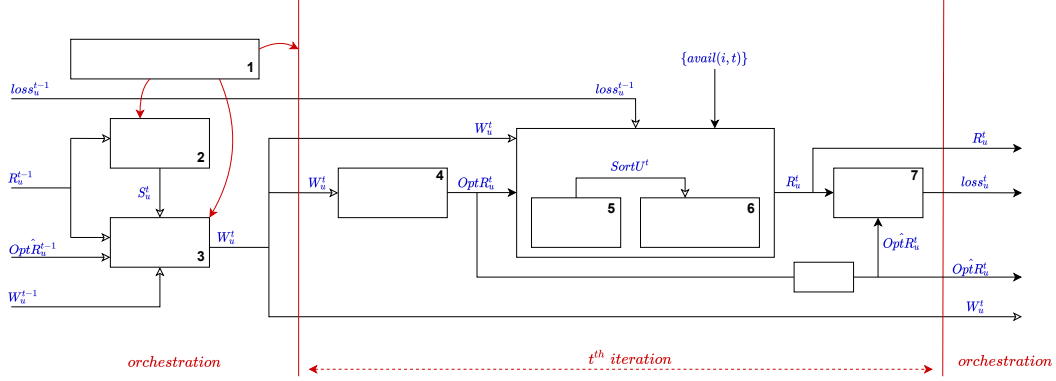 1
{avail(i,t)}
loss_u^{t-1}
loss_u^{t-1}
W_u^t
R_u^t
2
SortU^t
4
7
R_u^{t-1}
S_u^t
W_u^t
OptR_u^t
R_u^t
loss_u^t
5
6
W_u^t
OptR̂_u^{t-1}
3
OptR̂_u^t
OptR̂_u^t
W_u^{t-1}
W_u^t
orchestration
t^{th} iteration
orchestration